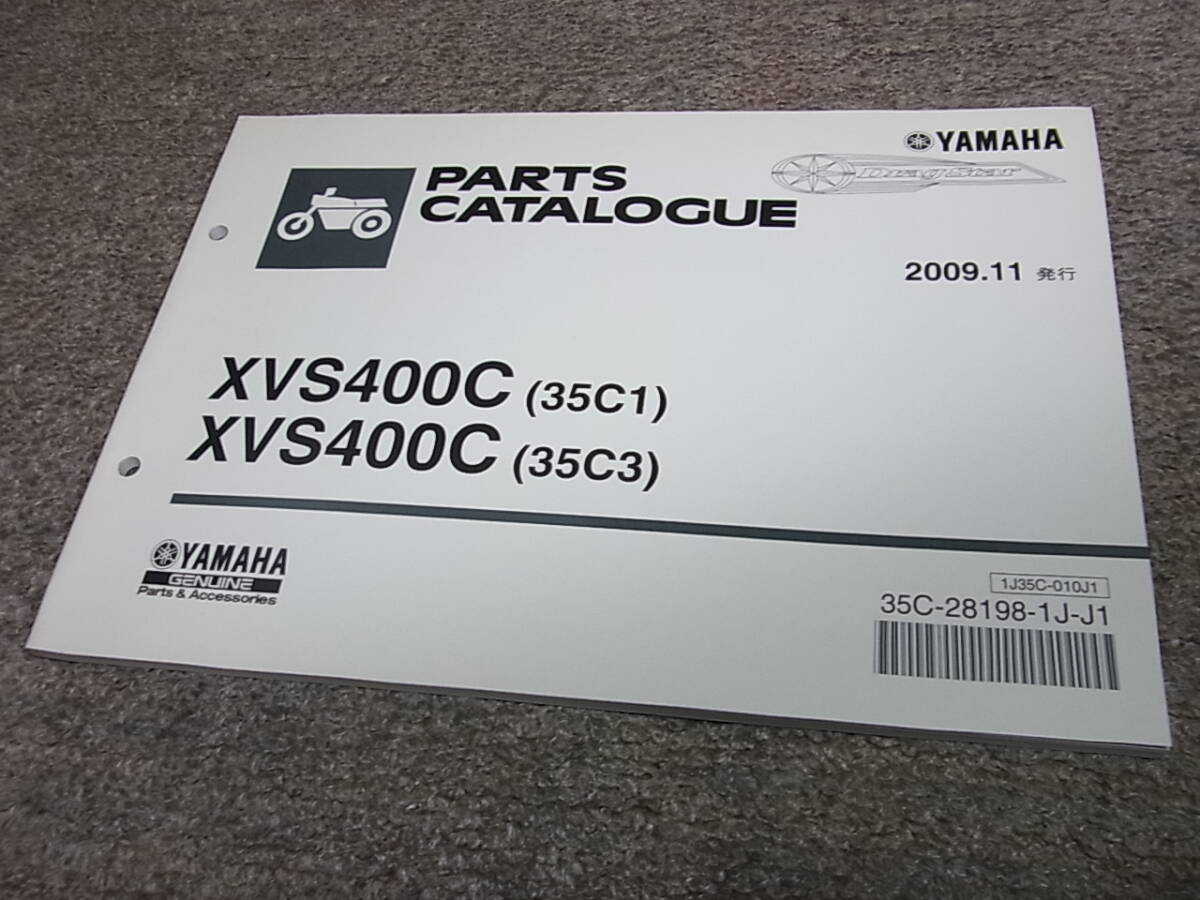 YAMAHA
DragStar
PARTS
CATALOGUE
2009.11 発行
XVS400C (35C1)
XVS400C (35C3)
YAMAHA
GENUINE
Parts & Accessories
1J35C-010J1
35C-28198-1J-J1